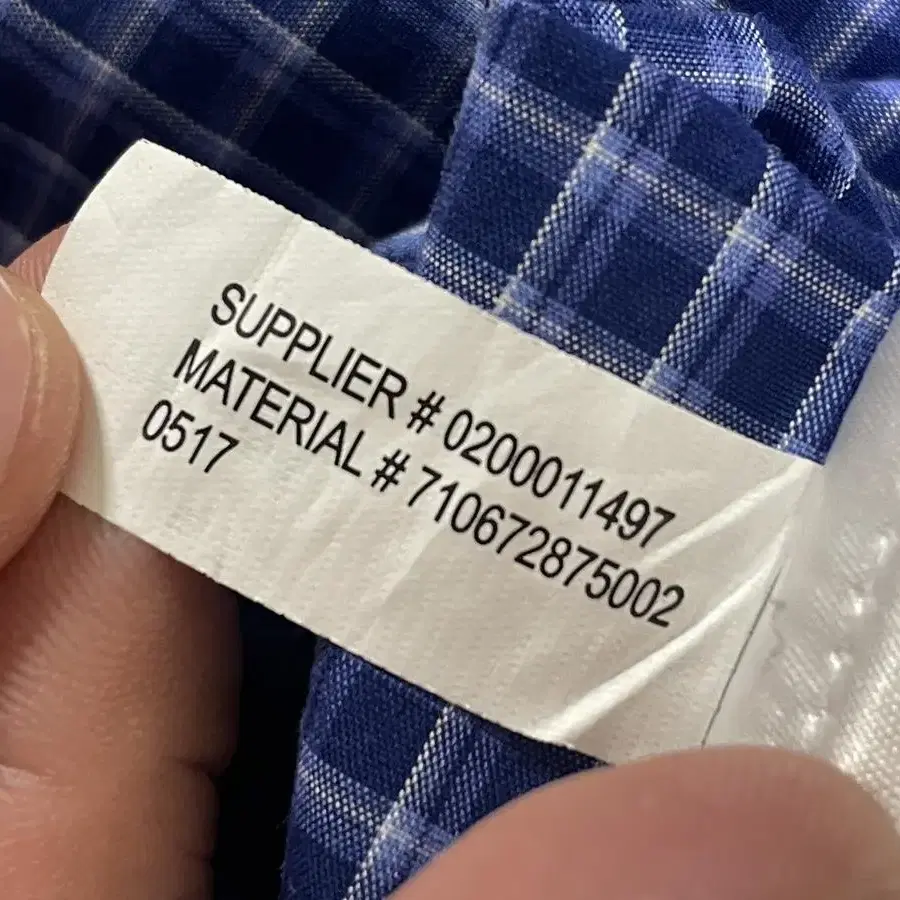 SUPPLIER # 0200011497
MATERIAL # 710672875002
0517